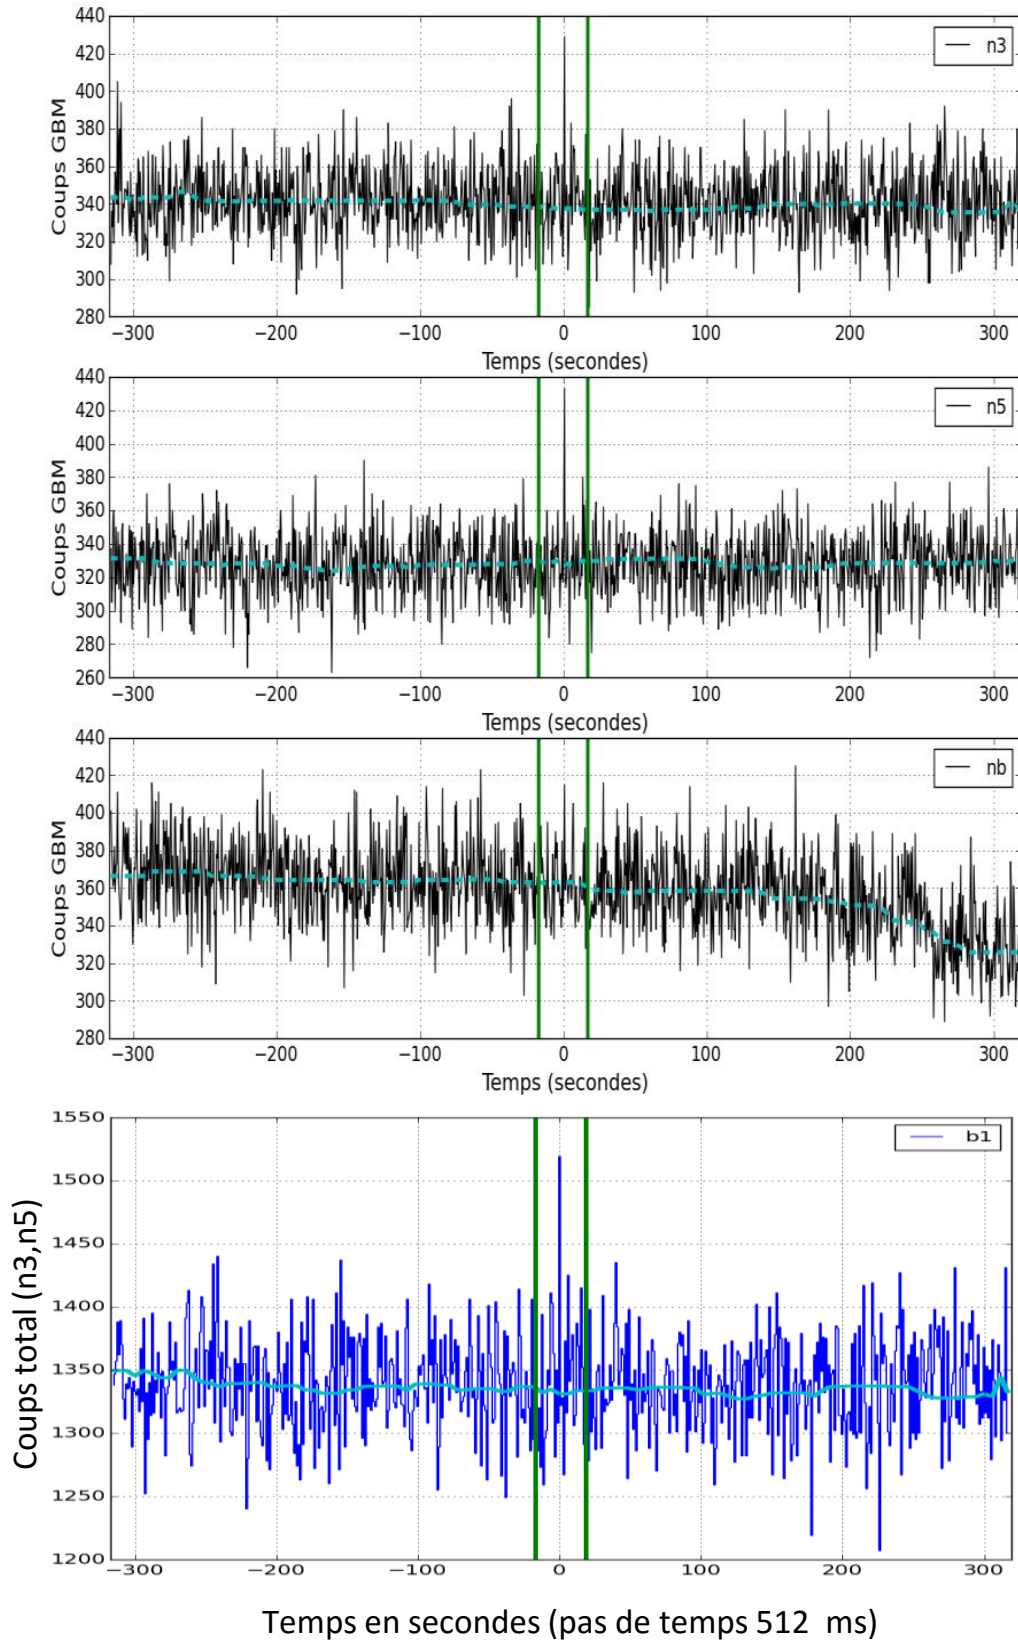 440
420
400
380
360
340
320
300
280
Coups GBM
n3
−300 −200 −100 0 100 200 300
Temps (secondes)
440
420
400
380
360
340
320
300
280
260
Coups GBM
n5
−300 −200 −100 0 100 200 300
Temps (secondes)
440
420
400
380
360
340
320
300
280
Coups GBM
nb
−300 −200 −100 0 100 200 300
Temps (secondes)
1550
1500
1450
1400
1350
1300
1250
1200
Coups total (n3,n5)
b1
−300 −200 −100 0 100 200 300
Temps en secondes (pas de temps 512 ms)